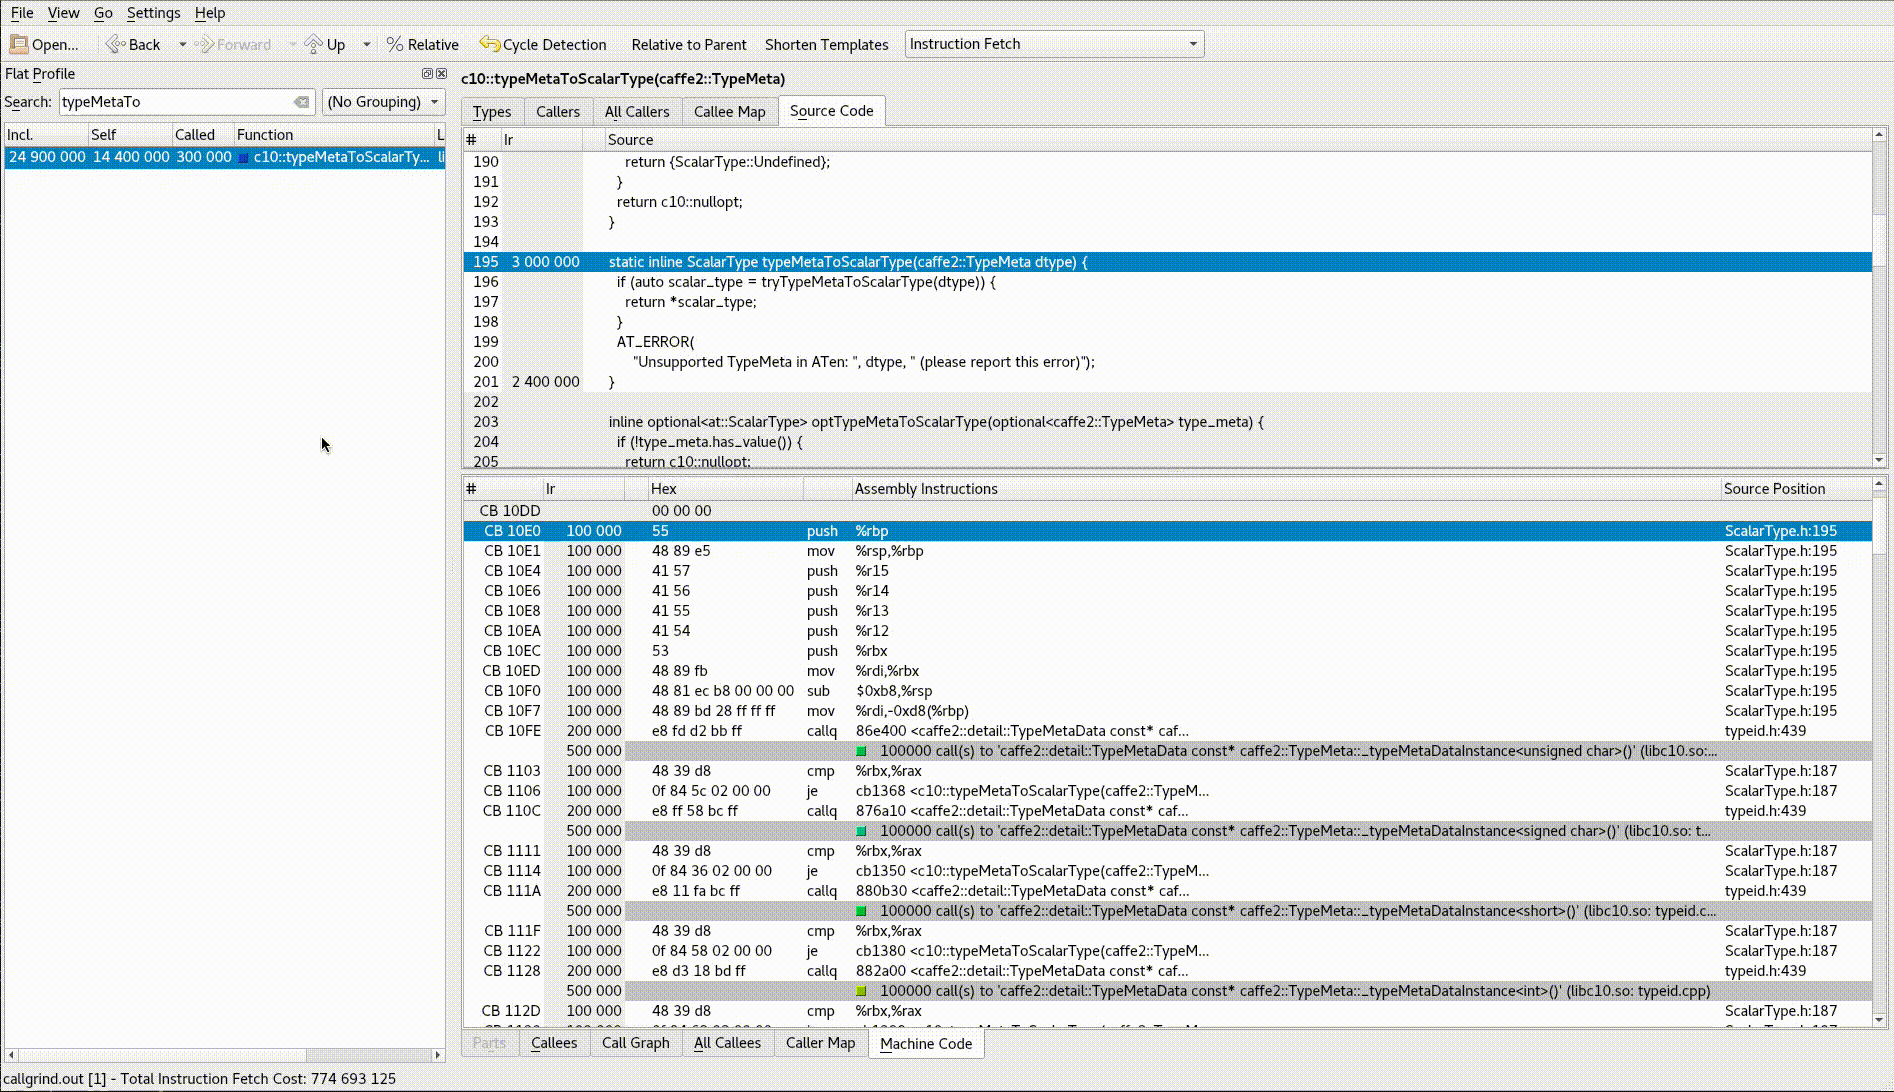 File View Go Settings Help
Open... Back Forward Up % Relative Cycle Detection Relative to Parent Shorten Templates Instruction Fetch
Flat Profile
Search: typeMetaTo (No Grouping)
Incl. Self Called Function L
24 900 000 14 400 000 300 000 c10::typeMetaToScalarTy... li
c10::typeMetaToScalarType(caffe2::TypeMeta)
Types Callers All Callers Callee Map Source Code
# Ir Source
190 return {ScalarType::Undefined};
191 }
192 return c10::nullopt;
193 }
194
195 3 000 000 static inline ScalarType typeMetaToScalarType(caffe2::TypeMeta dtype) {
196 if (auto scalar_type = tryTypeMetaToScalarType(dtype)) {
197 return *scalar_type;
198 }
199 AT_ERROR(
200 "Unsupported TypeMeta in ATen: ", dtype, " (please report this error)");
201 2 400 000 }
202
203 inline optional<at::ScalarType> optTypeMetaToScalarType(optional<caffe2::TypeMeta> type_meta) {
204 if (!type_meta.has_value()) {
205 return c10::nullopt;
# Ir Hex Assembly Instructions Source Position
CB 10DD 00 00 00
CB 10E0 100 000 55 push %rbp ScalarType.h:195
CB 10E1 100 000 48 89 e5 mov %rsp,%rbp ScalarType.h:195
CB 10E4 100 000 41 57 push %r15 ScalarType.h:195
CB 10E6 100 000 41 56 push %r14 ScalarType.h:195
CB 10E8 100 000 41 55 push %r13 ScalarType.h:195
CB 10EA 100 000 41 54 push %r12 ScalarType.h:195
CB 10EC 100 000 53 push %rbx ScalarType.h:195
CB 10ED 100 000 48 89 fb mov %rdi,%rbx ScalarType.h:195
CB 10F0 100 000 48 81 ec b8 00 00 00 sub $0xb8,%rsp ScalarType.h:195
CB 10F7 100 000 48 89 bd 28 ff ff ff mov %rdi,-0xd8(%rbp) ScalarType.h:195
CB 10FE 200 000 e8 fd d2 bb ff callq 86e400 <caffe2::detail::TypeMetaData const* caf... typeid.h:439
500 000 100000 call(s) to 'caffe2::detail::TypeMetaData const* caffe2::TypeMeta::_typeMetaDataInstance<unsigned char>()' (libc10.so:...
CB 1103 100 000 48 39 d8 cmp %rbx,%rax ScalarType.h:187
CB 1106 100 000 0f 84 5c 02 00 00 je cb1368 <c10::typeMetaToScalarType(caffe2::TypeM... ScalarType.h:187
CB 110C 200 000 e8 ff 58 bc ff callq 876a10 <caffe2::detail::TypeMetaData const* caf... typeid.h:439
500 000 100000 call(s) to 'caffe2::detail::TypeMetaData const* caffe2::TypeMeta::_typeMetaDataInstance<signed char>()' (libc10.so: t...
CB 1111 100 000 48 39 d8 cmp %rbx,%rax ScalarType.h:187
CB 1114 100 000 0f 84 36 02 00 00 je cb1350 <c10::typeMetaToScalarType(caffe2::TypeM... ScalarType.h:187
CB 111A 200 000 e8 11 fa bc ff callq 880b30 <caffe2::detail::TypeMetaData const* caf... typeid.h:439
500 000 100000 call(s) to 'caffe2::detail::TypeMetaData const* caffe2::TypeMeta::_typeMetaDataInstance<short>()' (libc10.so: typeid.c...
CB 111F 100 000 48 39 d8 cmp %rbx,%rax ScalarType.h:187
CB 1122 100 000 0f 84 58 02 00 00 je cb1380 <c10::typeMetaToScalarType(caffe2::TypeM... ScalarType.h:187
CB 1128 200 000 e8 d3 18 bd ff callq 882a00 <caffe2::detail::TypeMetaData const* caf... typeid.h:439
500 000 100000 call(s) to 'caffe2::detail::TypeMetaData const* caffe2::TypeMeta::_typeMetaDataInstance<int>()' (libc10.so: typeid.cpp)
CB 112D 100 000 48 39 d8 cmp %rbx,%rax ScalarType.h:187
Parts Callees Call Graph All Callees Caller Map Machine Code
callgrind.out [1] - Total Instruction Fetch Cost: 774 693 125